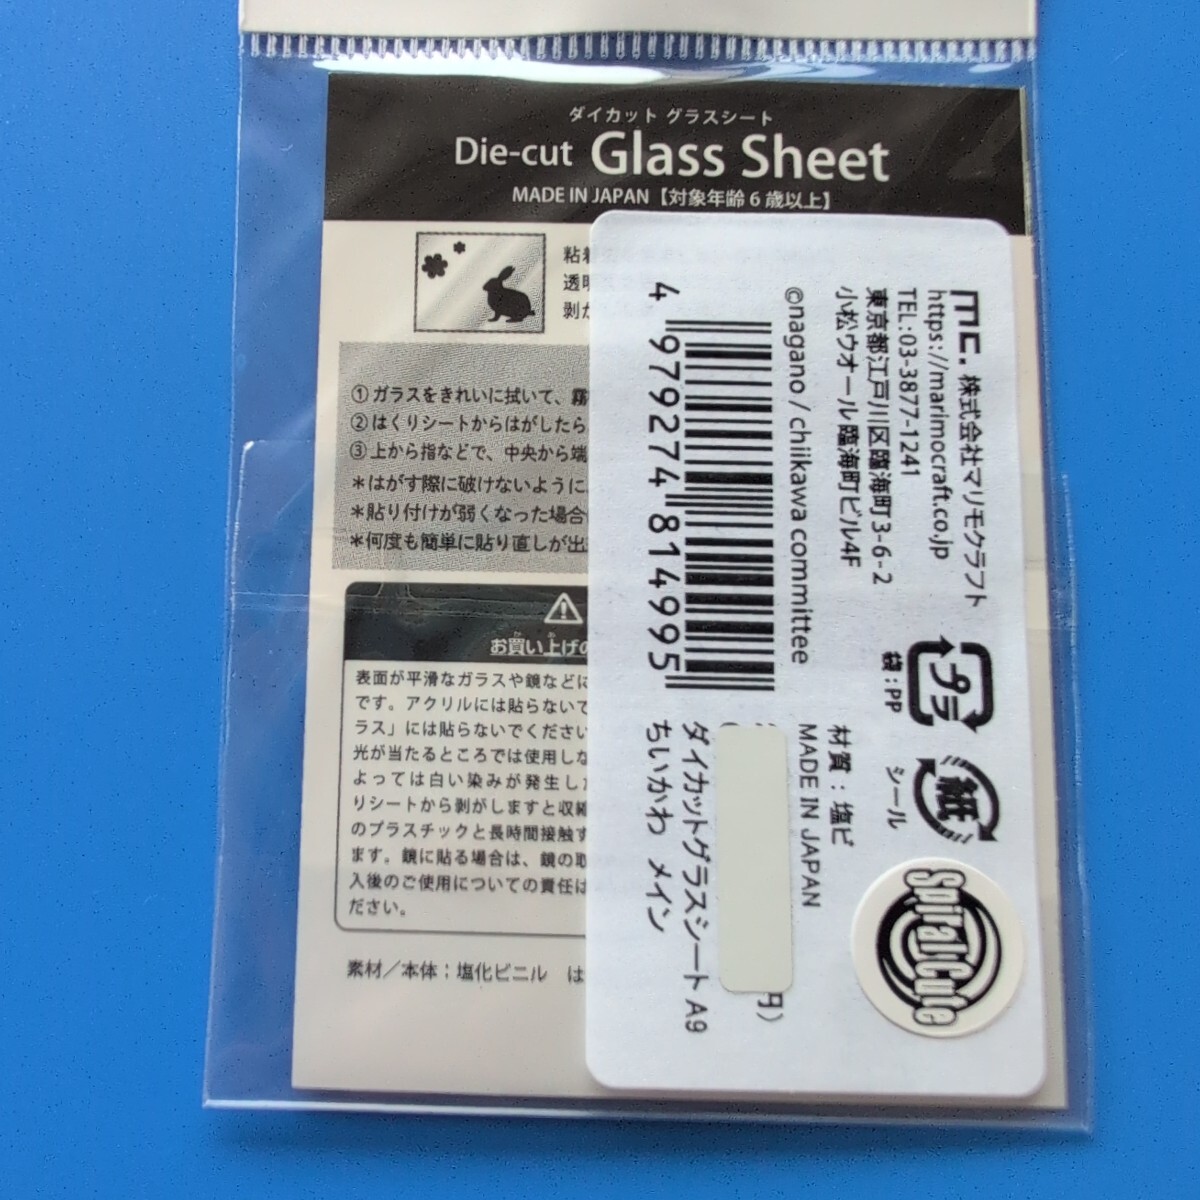 ダイカット グラスシート
Die-cut Glass Sheet
MADE IN JAPAN【対象年齢6歳以上】
粘着
透明
剥が
①ガラスをきれいに拭いて、霧
②はくりシートからはがしたら
③上から指などで、中央から端
＊はがす際に破けないように
＊貼り付けが弱くなった場合
＊何度も簡単に貼り直しが出
お買い上げの
表面が平滑なガラスや鏡などに
です。アクリルには貼らないで
ラス」には貼らないでください
光が当たるところでは使用しな
よっては白い染みが発生し
りシートから剥がしますと収縮
のプラスチックと長時間接触す
ます。鏡に貼る場合は、鏡の取
入後のご使用についての責任は
ださい。
素材／本体：塩化ビニル は
mc. 株式会社マリモクラフト
https://marimocraft.co.jp
TEL:03-3877-1241
東京都江戸川区臨海町3-6-2
小松ウオール臨海町ビル4F
©nagano / chiikawa committee
4 979274 814995
プラ
袋：PP
紙
シール
材質：塩ビ
MADE IN JAPAN
円)
ダイカットグラスシート A9
ちいかわ メイン
SpiralCute